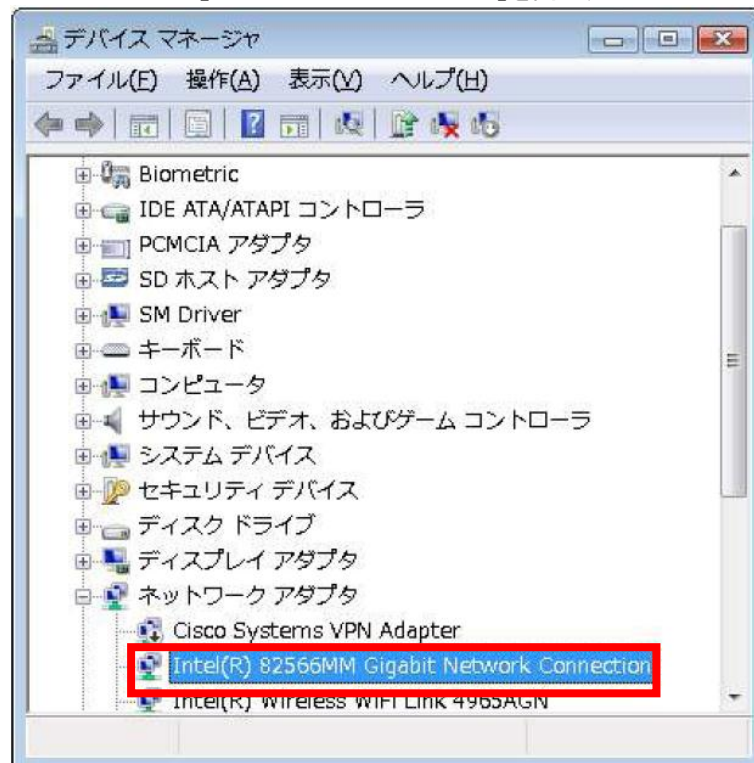 デバイス マネージャ
ファイル(F) 操作(A) 表示(V) ヘルプ(H)
Biometric
IDE ATA/ATAPI コントローラ
PCMCIA アダプタ
SD ホスト アダプタ
SM Driver
キーボード
コンピュータ
サウンド、ビデオ、およびゲーム コントローラ
システム デバイス
セキュリティ デバイス
ディスク ドライブ
ディスプレイ アダプタ
ネットワーク アダプタ
Cisco Systems VPN Adapter
Intel(R) 82566MM Gigabit Network Connection
Intel(R) Wireless WiFi Link 4965AGN